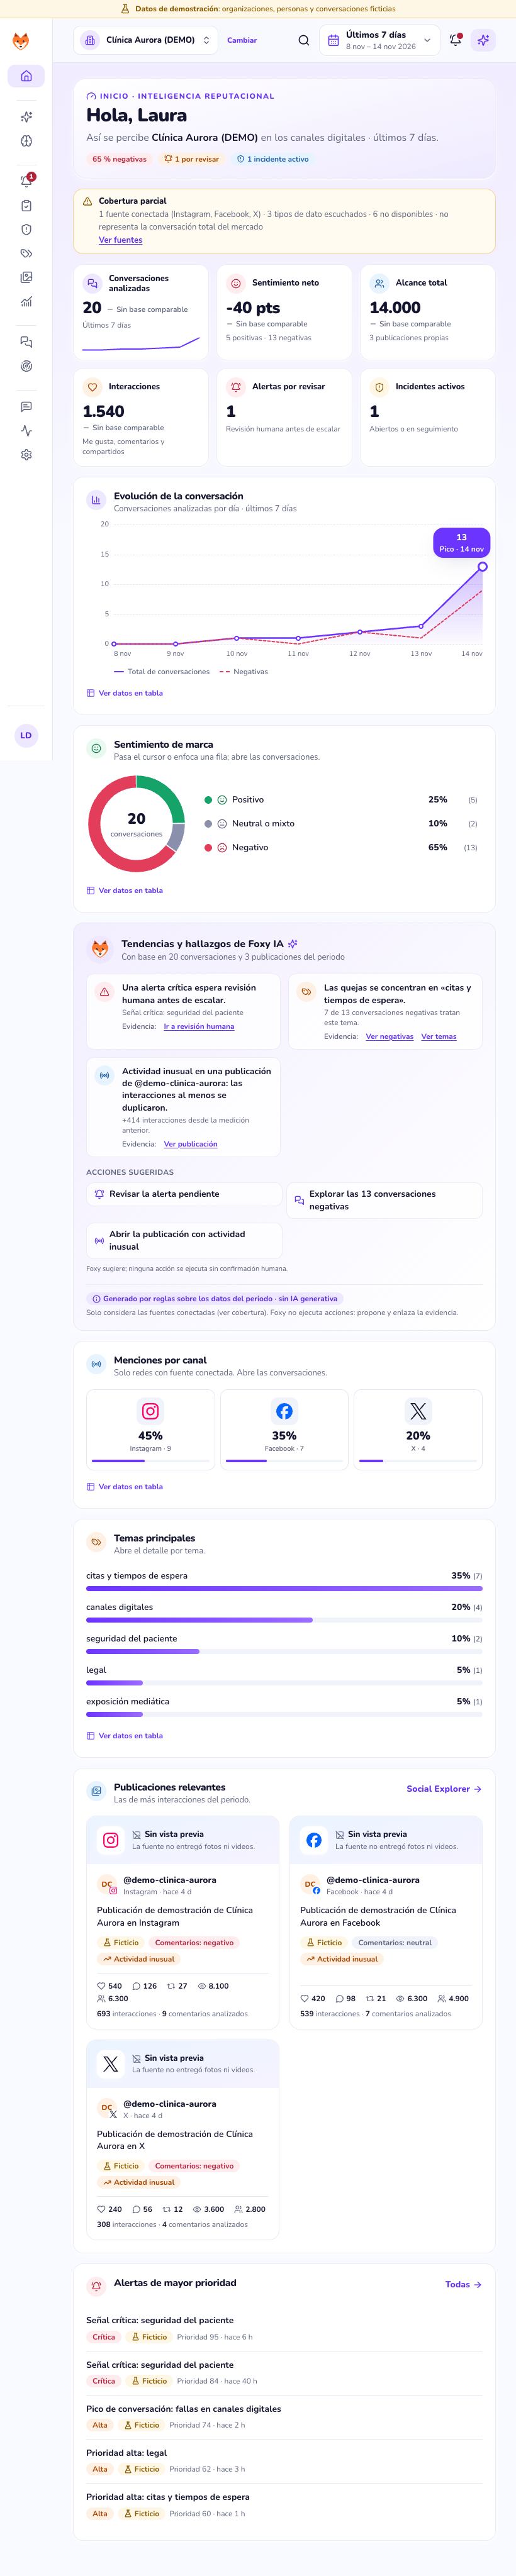 Datos de demostración: organizaciones, personas y conversaciones ficticias
Clínica Aurora (DEMO)
Cambiar
Últimos 7 días
8 nov – 14 nov 2026
1
LD
INICIO · INTELIGENCIA REPUTACIONAL
Hola, Laura
Así se percibe Clínica Aurora (DEMO) en los canales digitales · últimos 7 días.
65 % negativas
1 por revisar
1 incidente activo
Cobertura parcial
1 fuente conectada (Instagram, Facebook, X) · 3 tipos de dato escuchados · 6 no disponibles · no
representa la conversación total del mercado
Ver fuentes
Conversaciones
analizadas
20 — Sin base comparable
Últimos 7 días
Sentimiento neto
-40 pts
— Sin base comparable
5 positivas · 13 negativas
Alcance total
14.000
— Sin base comparable
3 publicaciones propias
Interacciones
1.540
— Sin base comparable
Me gusta, comentarios y
compartidos
Alertas por revisar
1
Revisión humana antes de escalar
Incidentes activos
1
Abiertos o en seguimiento
Evolución de la conversación
Conversaciones analizadas por día · últimos 7 días
20
15
10
5
0
13
Pico · 14 nov
8 nov
9 nov
10 nov
11 nov
12 nov
13 nov
14 nov
Total de conversaciones
Negativas
Ver datos en tabla
Sentimiento de marca
Pasa el cursor o enfoca una fila; abre las conversaciones.
20
conversaciones
Positivo 25% (5)
Neutral o mixto 10% (2)
Negativo 65% (13)
Ver datos en tabla
Tendencias y hallazgos de Foxy IA
Con base en 20 conversaciones y 3 publicaciones del periodo
Una alerta crítica espera revisión
humana antes de escalar.
Señal crítica: seguridad del paciente
Evidencia: Ir a revisión humana
Las quejas se concentran en «citas y
tiempos de espera».
7 de 13 conversaciones negativas tratan
este tema.
Evidencia: Ver negativas Ver temas
Actividad inusual en una publicación
de @demo-clinica-aurora: las
interacciones al menos se
duplicaron.
+414 interacciones desde la medición
anterior.
Evidencia: Ver publicación
ACCIONES SUGERIDAS
Revisar la alerta pendiente
Explorar las 13 conversaciones
negativas
Abrir la publicación con actividad
inusual
Foxy sugiere; ninguna acción se ejecuta sin confirmación humana.
Generado por reglas sobre los datos del periodo · sin IA generativa
Solo considera las fuentes conectadas (ver cobertura). Foxy no ejecuta acciones: propone y enlaza la evidencia.
Menciones por canal
Solo redes con fuente conectada. Abre las conversaciones.
45%
Instagram · 9
35%
Facebook · 7
20%
X · 4
Ver datos en tabla
Temas principales
Abre el detalle por tema.
citas y tiempos de espera 35% (7)
canales digitales 20% (4)
seguridad del paciente 10% (2)
legal 5% (1)
exposición mediática 5% (1)
Ver datos en tabla
Publicaciones relevantes
Las de más interacciones del periodo.
Social Explorer →
Sin vista previa
La fuente no entregó fotos ni videos.
DC
@demo-clinica-aurora
Instagram · hace 4 d
Publicación de demostración de Clínica
Aurora en Instagram
Ficticio
Comentarios: negativo
Actividad inusual
540 126 27 8.100
6.300
693 interacciones · 9 comentarios analizados
Sin vista previa
La fuente no entregó fotos ni videos.
DC
@demo-clinica-aurora
Facebook · hace 4 d
Publicación de demostración de Clínica
Aurora en Facebook
Ficticio
Comentarios: neutral
Actividad inusual
420 98 21 6.300 4.900
539 interacciones · 7 comentarios analizados
Sin vista previa
La fuente no entregó fotos ni videos.
DC
@demo-clinica-aurora
X · hace 4 d
Publicación de demostración de Clínica
Aurora en X
Ficticio
Comentarios: negativo
Actividad inusual
240 56 12 3.600 2.800
308 interacciones · 4 comentarios analizados
Alertas de mayor prioridad
Todas →
Señal crítica: seguridad del paciente
Crítica Ficticio Prioridad 95 · hace 6 h
Señal crítica: seguridad del paciente
Crítica Ficticio Prioridad 84 · hace 40 h
Pico de conversación: fallas en canales digitales
Alta Ficticio Prioridad 74 · hace 2 h
Prioridad alta: legal
Alta Ficticio Prioridad 62 · hace 3 h
Prioridad alta: citas y tiempos de espera
Alta Ficticio Prioridad 60 · hace 1 h